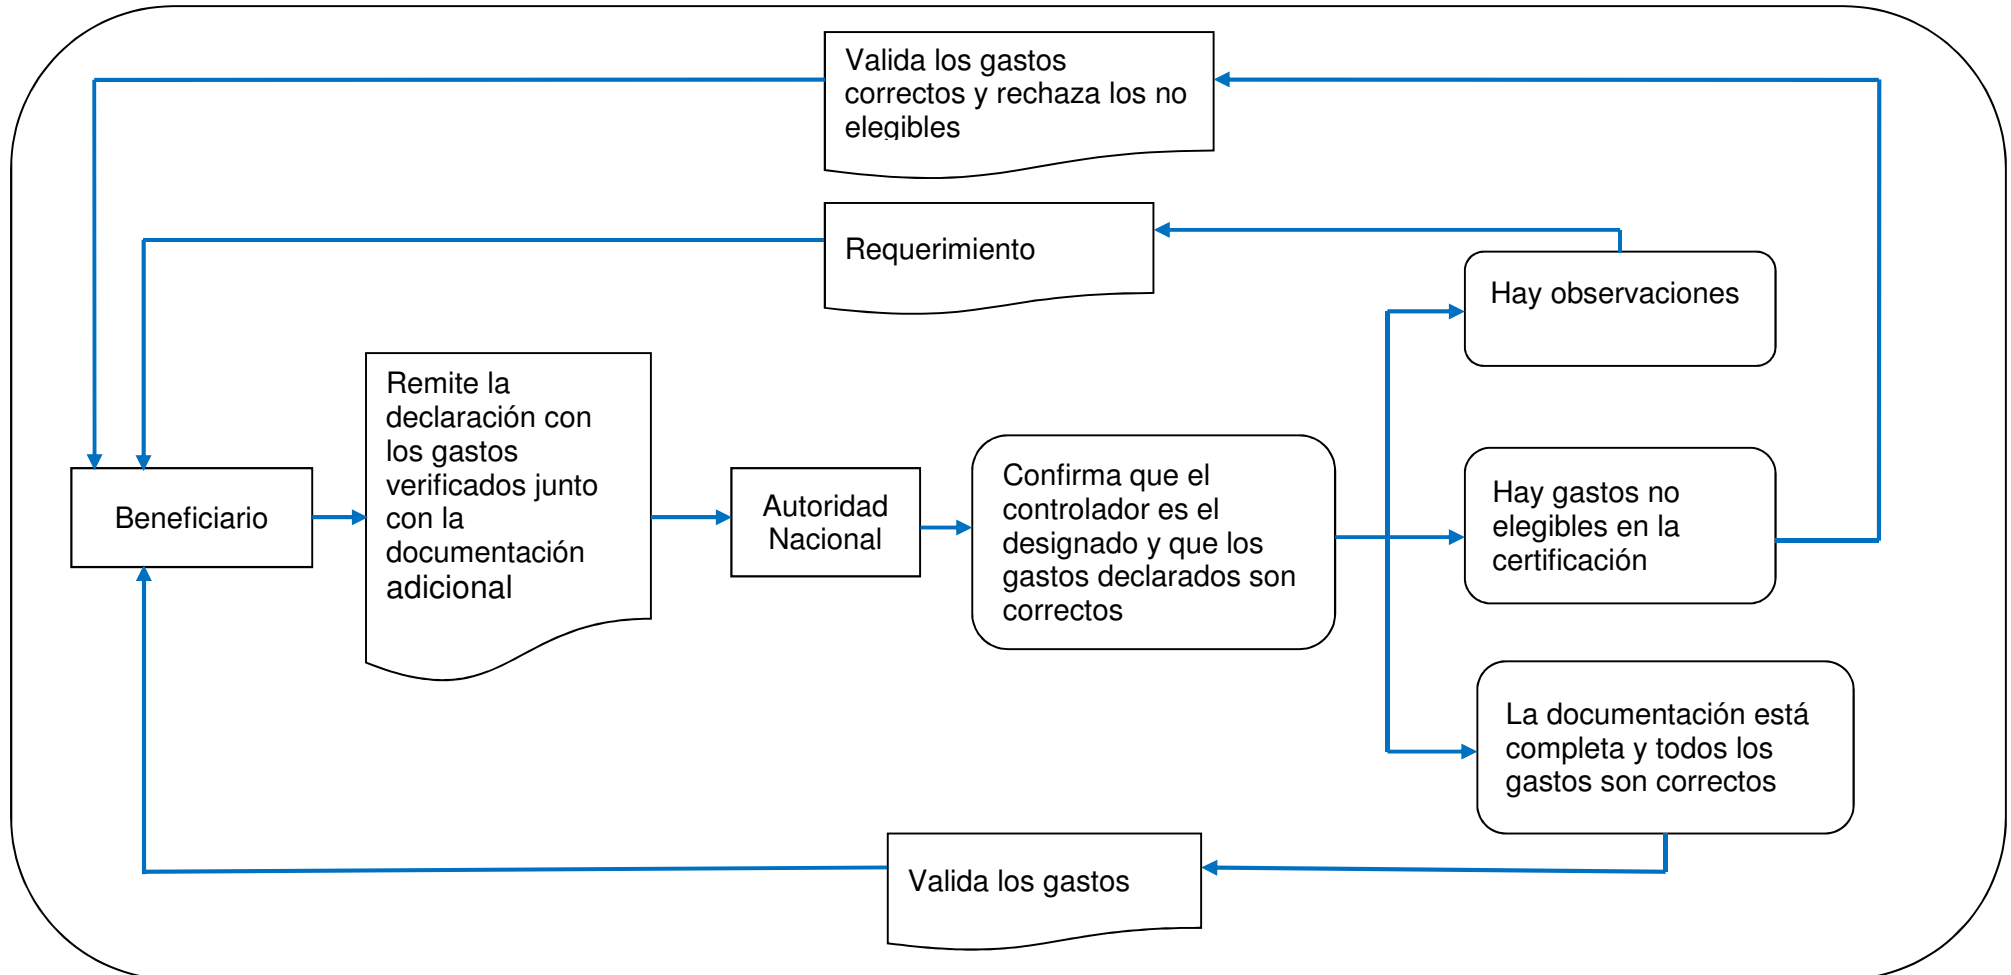 Valida los gastos
correctos y rechaza los no
elegibles
Requerimiento
Hay observaciones
Remite la
declaración con
los gastos
verificados junto
con la
documentación
adicional
Beneficiario
Autoridad
Nacional
Confirma que el
controlador es el
designado y que los
gastos declarados son
correctos
Hay gastos no
elegibles en la
certificación
La documentación está
completa y todos los
gastos son correctos
Valida los gastos